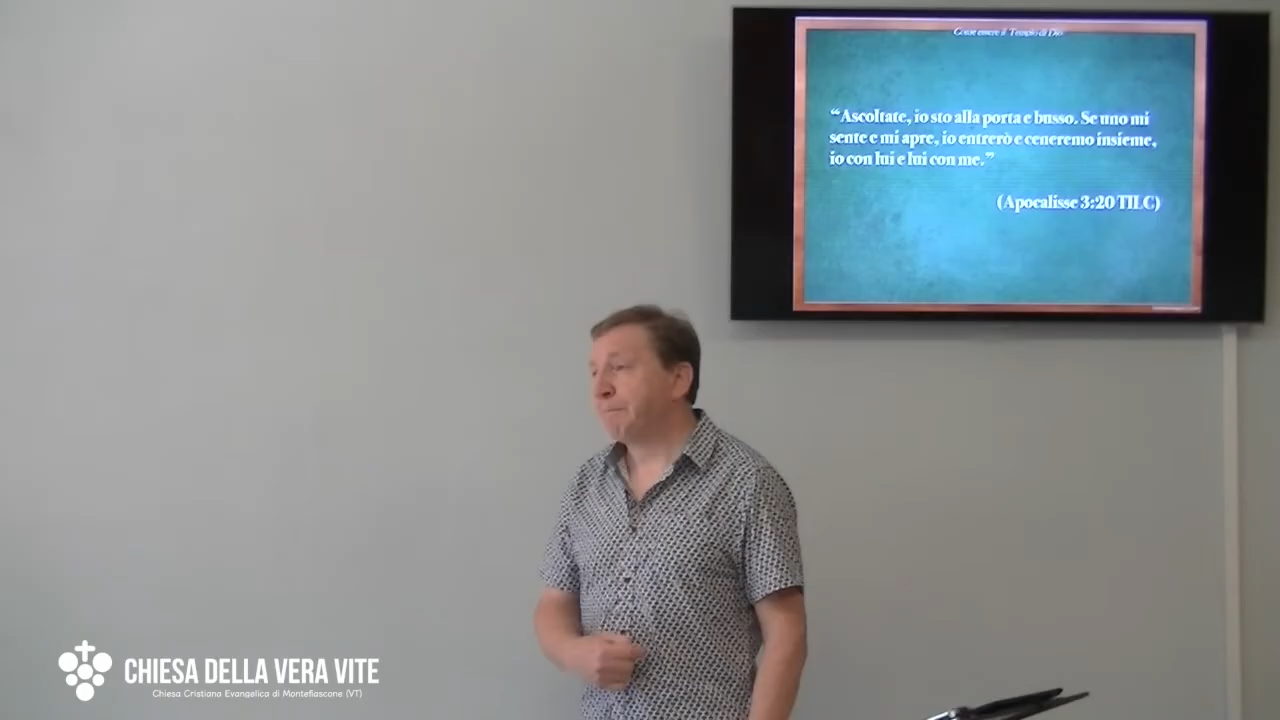 Come essere il Tempio di Dio
“Ascoltate, io sto alla porta e busso. Se uno mi
sente e mi apre, io entrerò e ceneremo insieme,
io con lui e lui con me.”
(Apocalisse 3:20 TILC)
CHIESA DELLA VERA VITE
Chiesa Cristiana Evangelica di Montefiascone (VT)